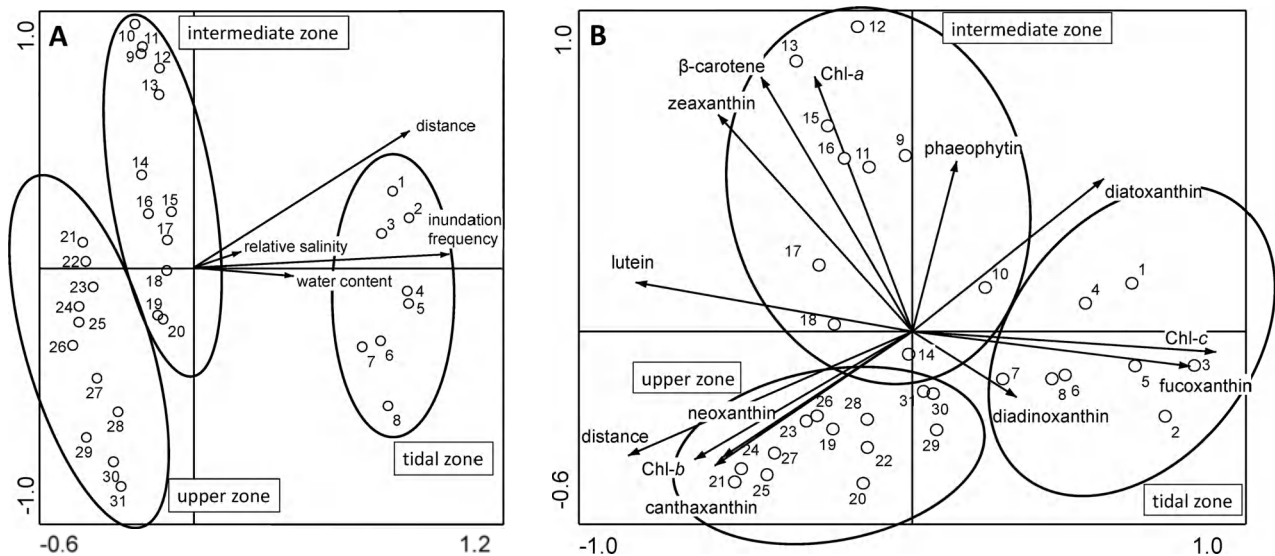 A
1.0
-1.0
-0.6
1.2
intermediate zone
10
11
9
12
13
14
16
15
17
18
19
20
21
22
23
24
25
26
27
28
29
30
31
upper zone
distance
relative salinity
inundation
frequency
water content
1
2
3
4
5
6
7
8
tidal zone
B
1.0
-0.6
-1.0
1.0
intermediate zone
12
13
β-carotene
Chl-a
zeaxanthin
15
16
11
9
phaeophytin
diatoxanthin
17
lutein
10
18
14
1
4
Chl-c
3
fucoxanthin
7
8
6
5
2
diadinoxanthin
tidal zone
upper zone
neoxanthin
distance
Chl-b
canthaxanthin
26
23
19
28
31
30
29
22
24
27
21
25
20